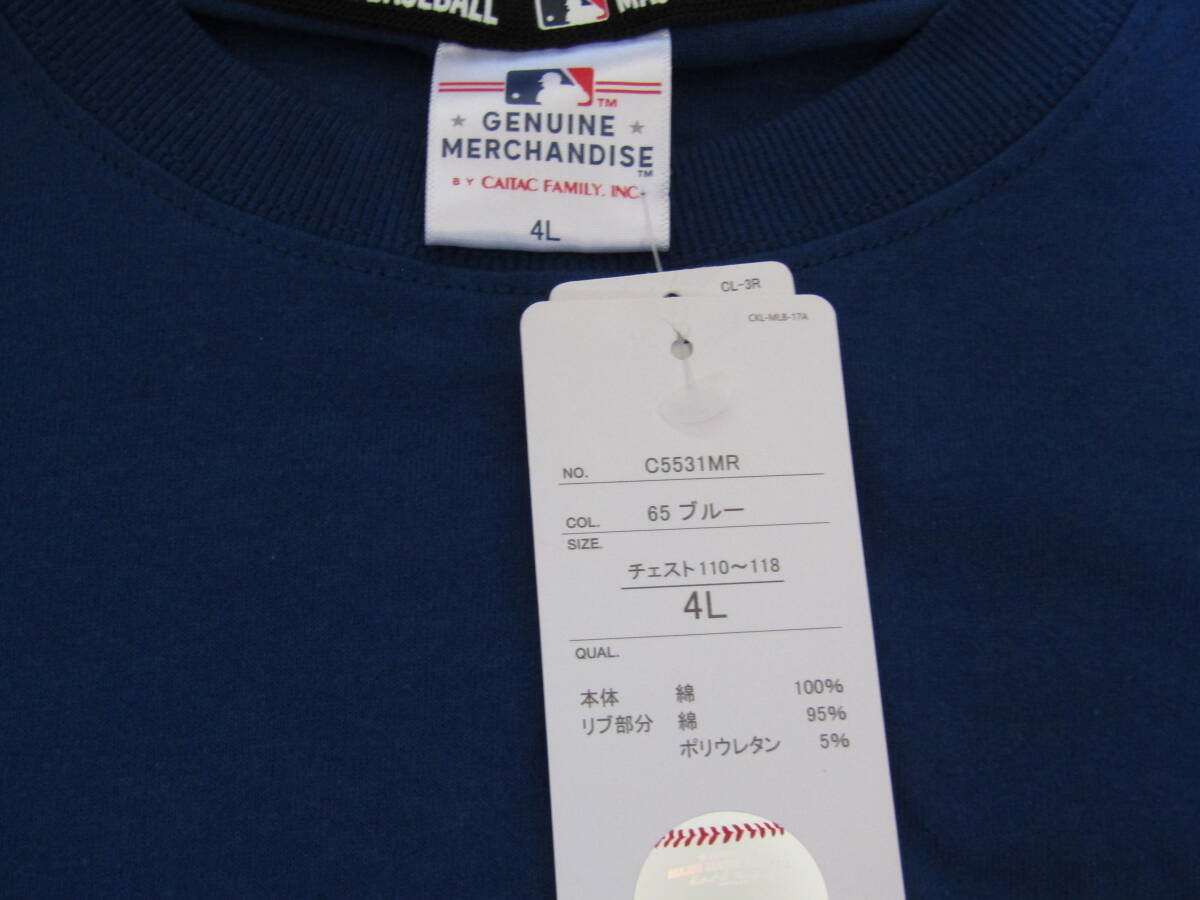 BASEBALL
GENUINE
MERCHANDISE™
BY CAITAC FAMILY, INC.
4L
CL-3R
CKL-MLB-17A
NO. C5531MR
COL. 65 ブルー
SIZE.
チェスト110〜118
4L
QUAL.
本体 綿 100%
リブ部分 綿 95%
ポリウレタン 5%